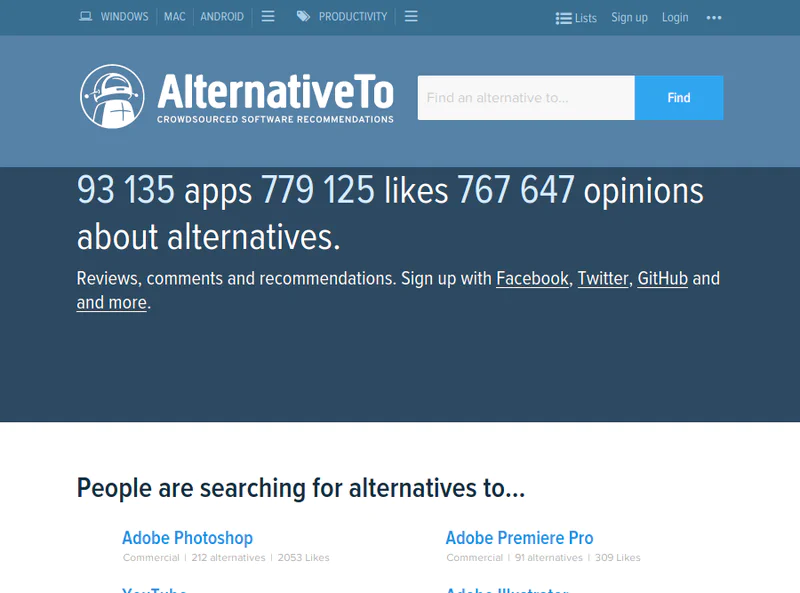 WINDOWS MAC ANDROID PRODUCTIVITY Lists Sign up Login
AlternativeTo
CROWDSOURCED SOFTWARE RECOMMENDATIONS
Find an alternative to...
Find
93 135 apps 779 125 likes 767 647 opinions
about alternatives.
Reviews, comments and recommendations. Sign up with Facebook, Twitter, GitHub and
and more.
People are searching for alternatives to...
Adobe Photoshop
Commercial | 212 alternatives | 2053 Likes
Adobe Premiere Pro
Commercial | 91 alternatives | 309 Likes
YouTube
Adobe Illustrator